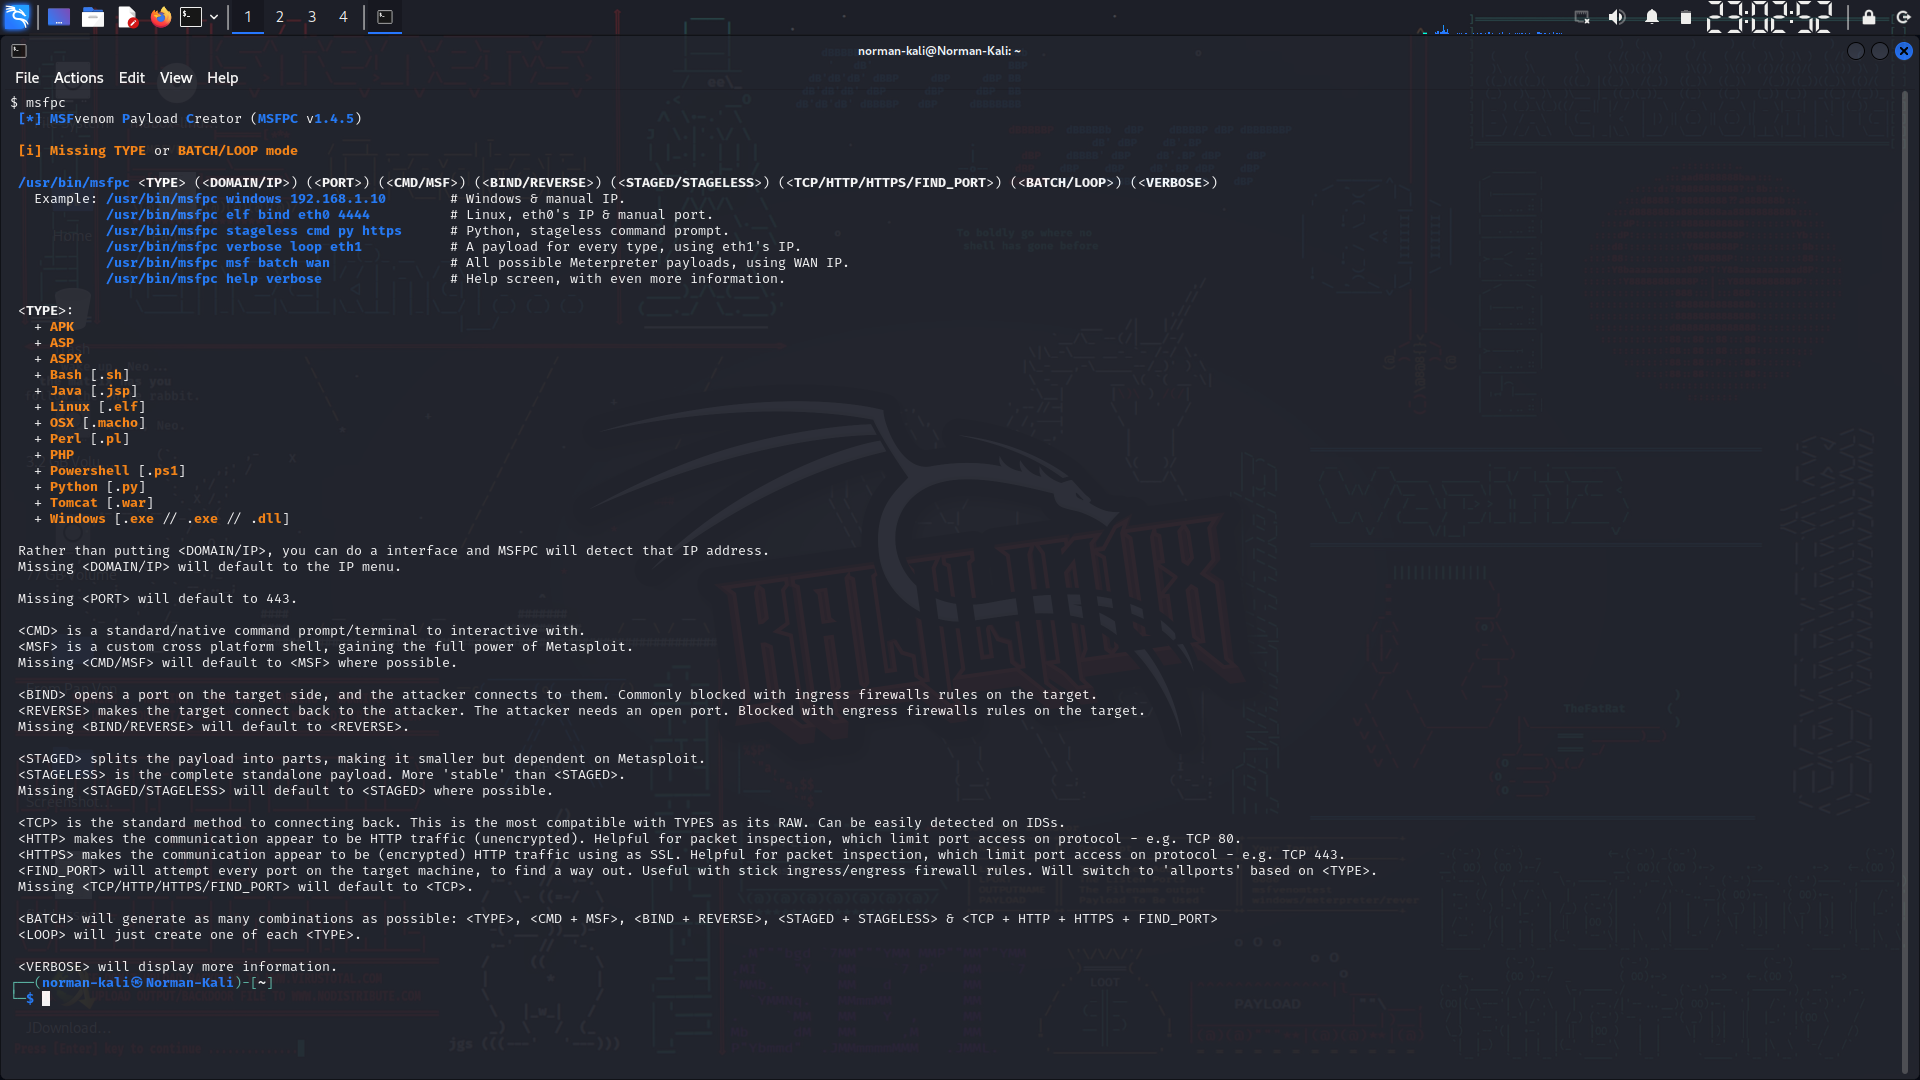 1 2 3 4
23:02:52
norman-kali@Norman-Kali: ~
File Actions Edit View Help
$ msfpc
[*] MSFvenom Payload Creator (MSFPC v1.4.5)
[i] Missing TYPE or BATCH/LOOP mode
/usr/bin/msfpc <TYPE> (<DOMAIN/IP>) (<PORT>) (<CMD/MSF>) (<BIND/REVERSE>) (<STAGED/STAGELESS>) (<TCP/HTTP/HTTPS/FIND_PORT>) (<BATCH/LOOP>) (<VERBOSE>)
Example: /usr/bin/msfpc windows 192.168.1.10 # Windows & manual IP.
/usr/bin/msfpc elf bind eth0 4444 # Linux, eth0's IP & manual port.
/usr/bin/msfpc stageless cmd py https # Python, stageless command prompt.
/usr/bin/msfpc verbose loop eth1 # A payload for every type, using eth1's IP.
/usr/bin/msfpc msf batch wan # All possible Meterpreter payloads, using WAN IP.
/usr/bin/msfpc help verbose # Help screen, with even more information.
<TYPE>:
+ APK
+ ASP
+ ASPX
+ Bash [.sh]
+ Java [.jsp]
+ Linux [.elf]
+ OSX [.macho]
+ Perl [.pl]
+ PHP
+ Powershell [.ps1]
+ Python [.py]
+ Tomcat [.war]
+ Windows [.exe // .exe // .dll]
Rather than putting <DOMAIN/IP>, you can do a interface and MSFPC will detect that IP address.
Missing <DOMAIN/IP> will default to the IP menu.
Missing <PORT> will default to 443.
<CMD> is a standard/native command prompt/terminal to interactive with.
<MSF> is a custom cross platform shell, gaining the full power of Metasploit.
Missing <CMD/MSF> will default to <MSF> where possible.
<BIND> opens a port on the target side, and the attacker connects to them. Commonly blocked with ingress firewalls rules on the target.
<REVERSE> makes the target connect back to the attacker. The attacker needs an open port. Blocked with engress firewalls rules on the target.
Missing <BIND/REVERSE> will default to <REVERSE>.
<STAGED> splits the payload into parts, making it smaller but dependent on Metasploit.
<STAGELESS> is the complete standalone payload. More 'stable' than <STAGED>.
Missing <STAGED/STAGELESS> will default to <STAGED> where possible.
<TCP> is the standard method to connecting back. This is the most compatible with TYPES as its RAW. Can be easily detected on IDSs.
<HTTP> makes the communication appear to be HTTP traffic (unencrypted). Helpful for packet inspection, which limit port access on protocol - e.g. TCP 80.
<HTTPS> makes the communication appear to be (encrypted) HTTP traffic using as SSL. Helpful for packet inspection, which limit port access on protocol - e.g. TCP 443.
<FIND_PORT> will attempt every port on the target machine, to find a way out. Useful with stick ingress/engress firewall rules. Will switch to 'allports' based on <TYPE>.
Missing <TCP/HTTP/HTTPS/FIND_PORT> will default to <TCP>.
<BATCH> will generate as many combinations as possible: <TYPE>, <CMD + MSF>, <BIND + REVERSE>, <STAGED + STAGELESS> & <TCP + HTTP + HTTPS + FIND_PORT>
<LOOP> will just create one of each <TYPE>.
<VERBOSE> will display more information.
┌──(norman-kali㉿Norman-Kali)-[~]
└─$
KALI LINUX
To boldly go where no
shell has gone before
TheFatRat
LOOT
PAYLOAD
Home
Screenshot...
JDownload...
jgs